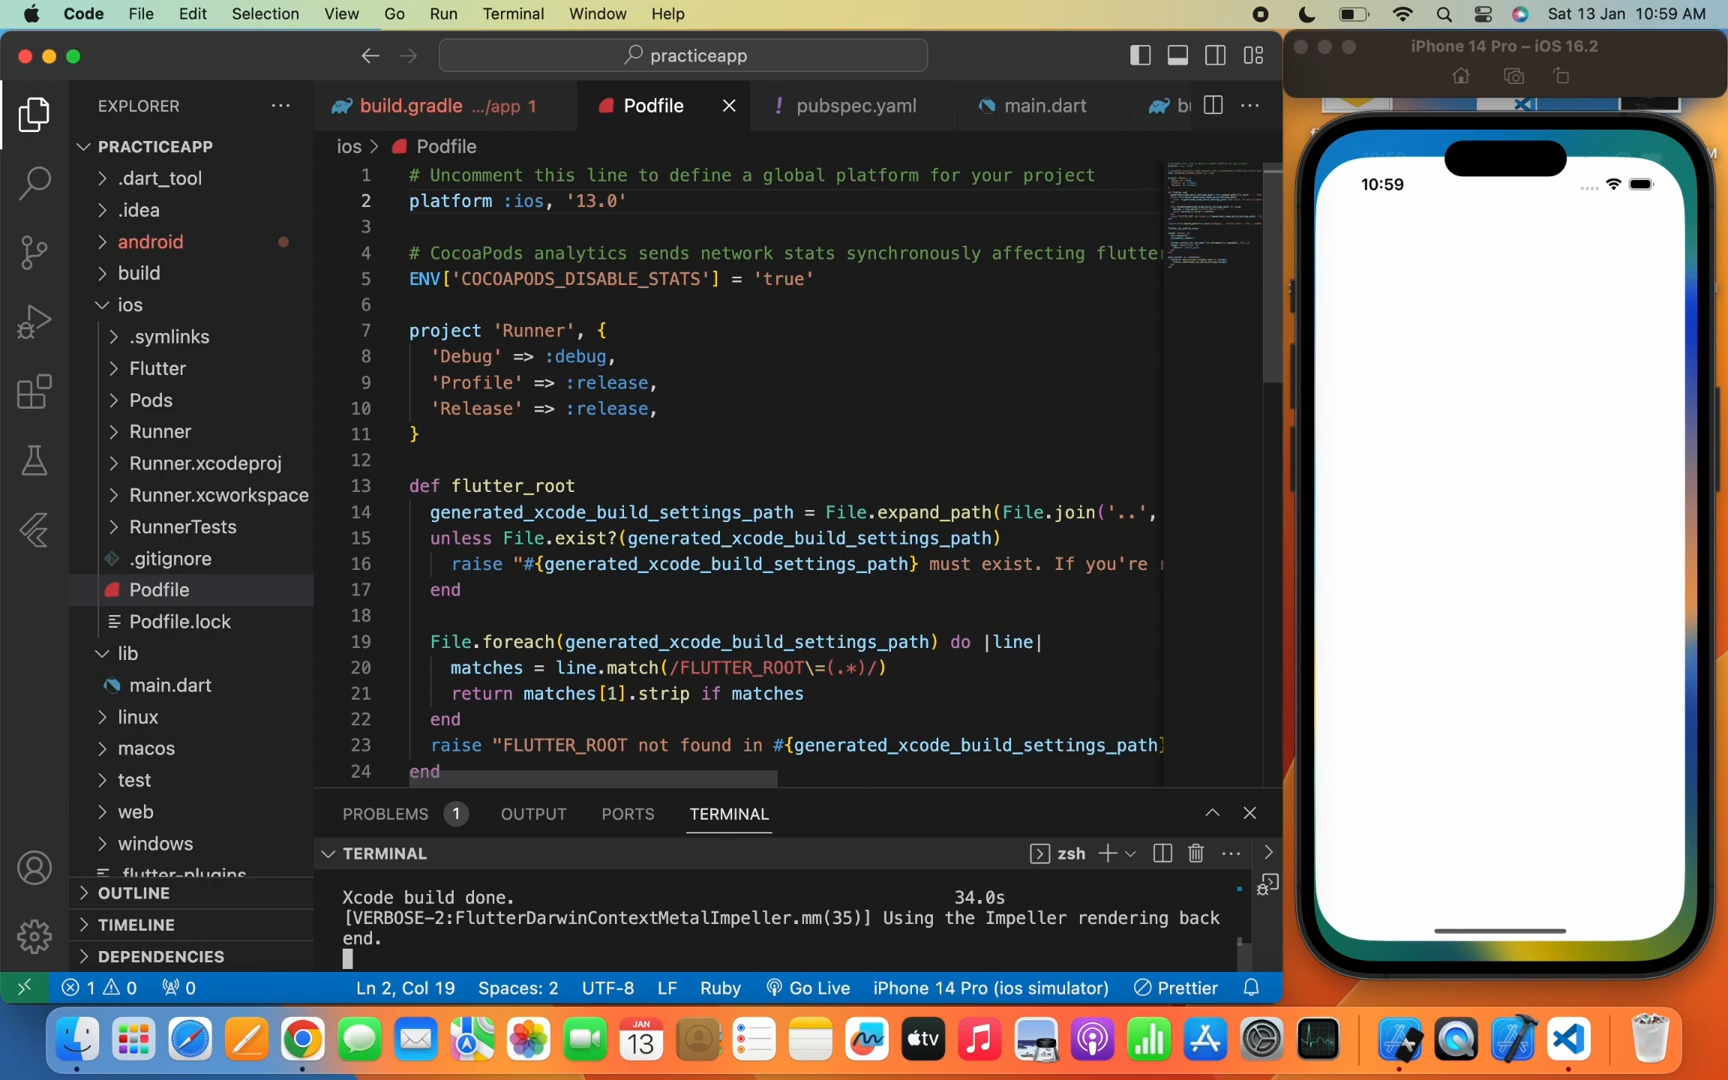 Code File Edit Selection View Go Run Terminal Window Help
Sat 13 Jan 10:59 AM
practiceapp
iPhone 14 Pro – iOS 16.2
EXPLORER
build.gradle .../app 1
Podfile
! pubspec.yaml
main.dart
PRACTICEAPP
.dart_tool
.idea
android
build
ios
.symlinks
Flutter
Pods
Runner
Runner.xcodeproj
Runner.xcworkspace
RunnerTests
.gitignore
Podfile
Podfile.lock
lib
main.dart
linux
macos
test
web
windows
.flutter-plugins
OUTLINE
TIMELINE
DEPENDENCIES
ios > Podfile
1 # Uncomment this line to define a global platform for your project
2 platform :ios, '13.0'
3
4 # CocoaPods analytics sends network stats synchronously affecting flutter
5 ENV['COCOAPODS_DISABLE_STATS'] = 'true'
6
7 project 'Runner', {
8 'Debug' => :debug,
9 'Profile' => :release,
10 'Release' => :release,
11 }
12
13 def flutter_root
14 generated_xcode_build_settings_path = File.expand_path(File.join('..',
15 unless File.exist?(generated_xcode_build_settings_path)
16 raise "#{generated_xcode_build_settings_path} must exist. If you're
17 end
18
19 File.foreach(generated_xcode_build_settings_path) do |line|
20 matches = line.match(/FLUTTER_ROOT\=(.*)/)
21 return matches[1].strip if matches
22 end
23 raise "FLUTTER_ROOT not found in #{generated_xcode_build_settings_path}
24 end
PROBLEMS 1 OUTPUT PORTS TERMINAL
TERMINAL
zsh
Xcode build done. 34.0s
[VERBOSE-2:FlutterDarwinContextMetalImpeller.mm(35)] Using the Impeller rendering back
end.
1 0 0
Ln 2, Col 19 Spaces: 2 UTF-8 LF Ruby Go Live iPhone 14 Pro (ios simulator) Prettier
10:59
JAN
13
tv